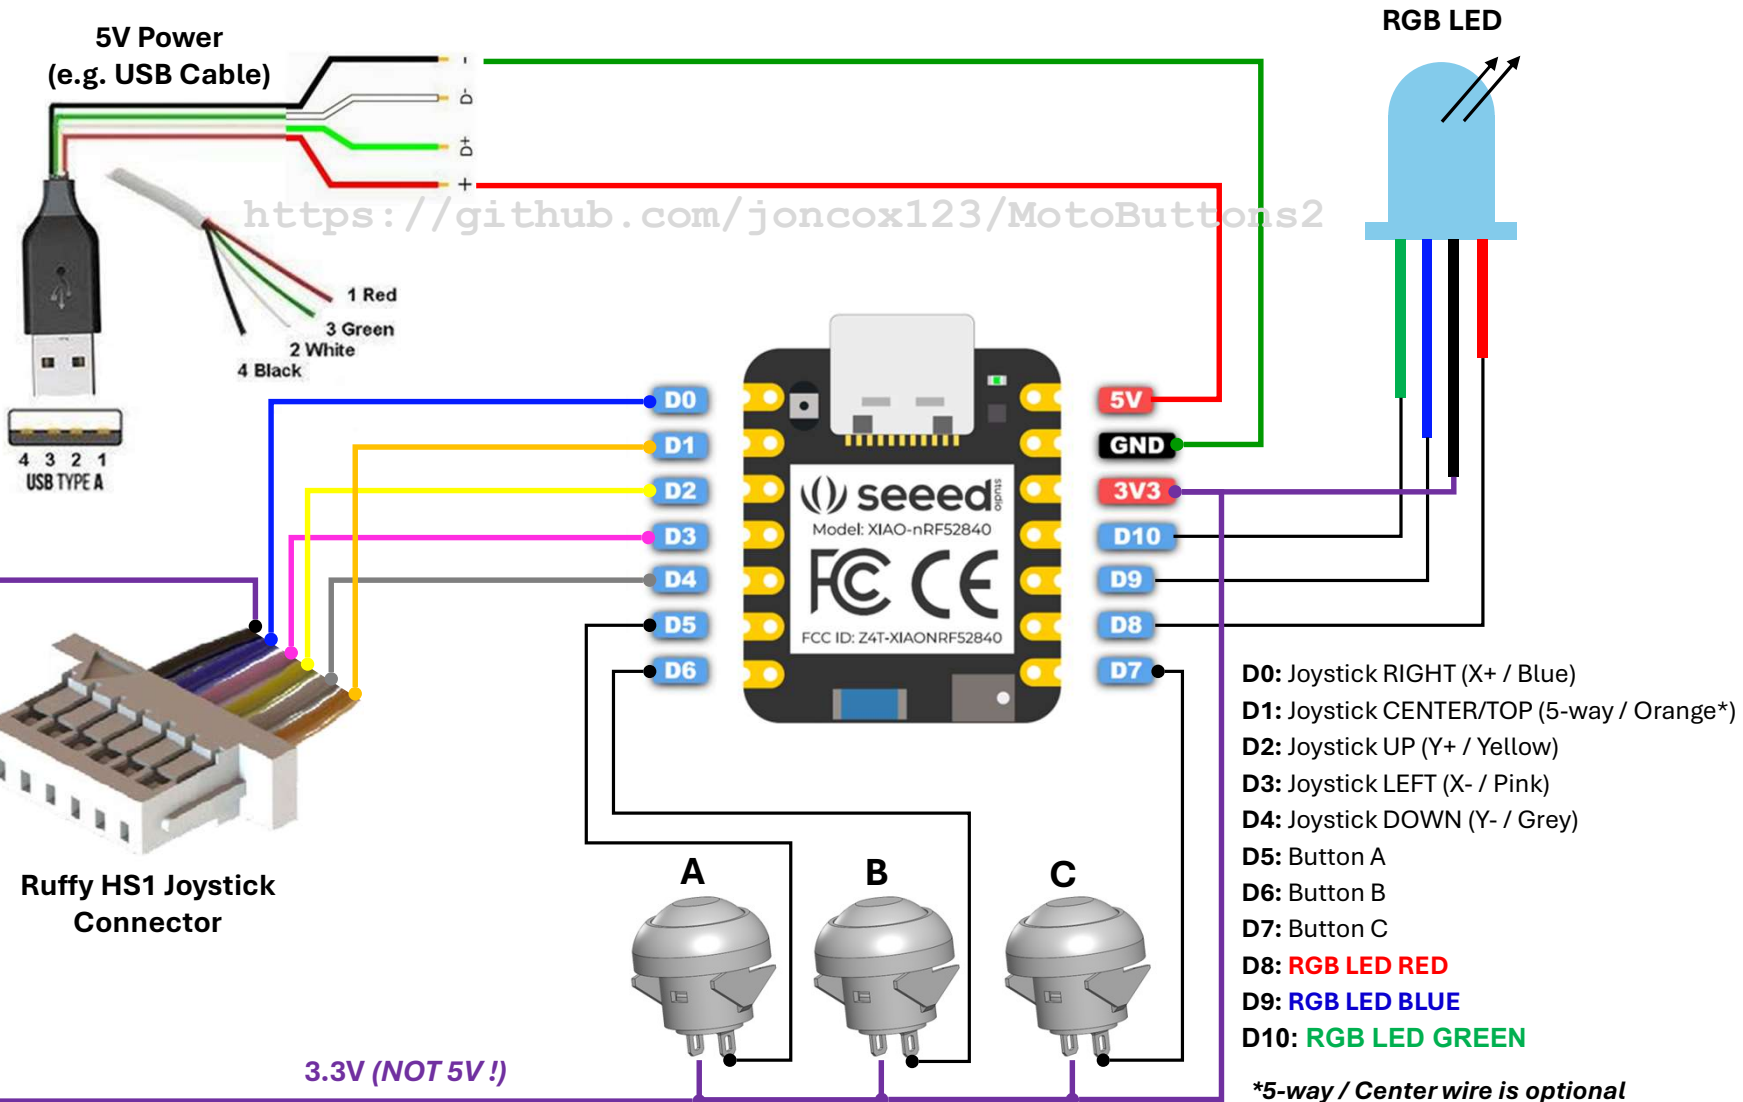 RGB LED
5V Power
(e.g. USB Cable)
-
D-
D+
+
https://github.com/joncox123/MotoButtons2
1 Red
3 Green
2 White
4 Black
4 3 2 1
USB TYPE A
D0
D1
D2
D3
D4
D5
D6
5V
GND
3V3
D10
D9
D8
D7
seeed studio
Model: XIAO-nRF52840
FC CE
FCC ID: Z4T-XIAONRF52840
D0: Joystick RIGHT (X+ / Blue)
D1: Joystick CENTER/TOP (5-way / Orange*)
D2: Joystick UP (Y+ / Yellow)
D3: Joystick LEFT (X- / Pink)
D4: Joystick DOWN (Y- / Grey)
D5: Button A
D6: Button B
D7: Button C
D8: RGB LED RED
D9: RGB LED BLUE
D10: RGB LED GREEN
*5-way / Center wire is optional
Ruffy HS1 Joystick
Connector
A
B
C
3.3V (NOT 5V !)